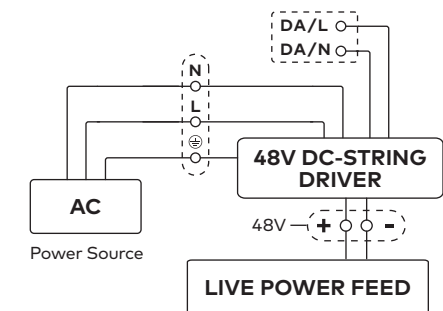 DA/L
DA/N
N
L
48V DC-STRING
DRIVER
AC
48V
+ -
Power Source
LIVE POWER FEED